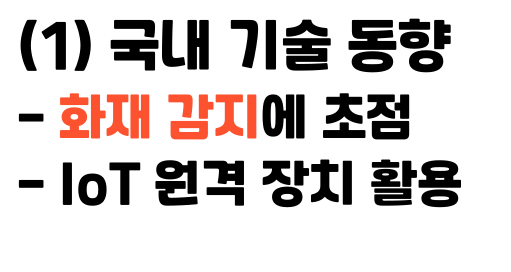 (1) 국내 기술 동향
- 화재 감지에 초점
- IoT 원격 장치 활용